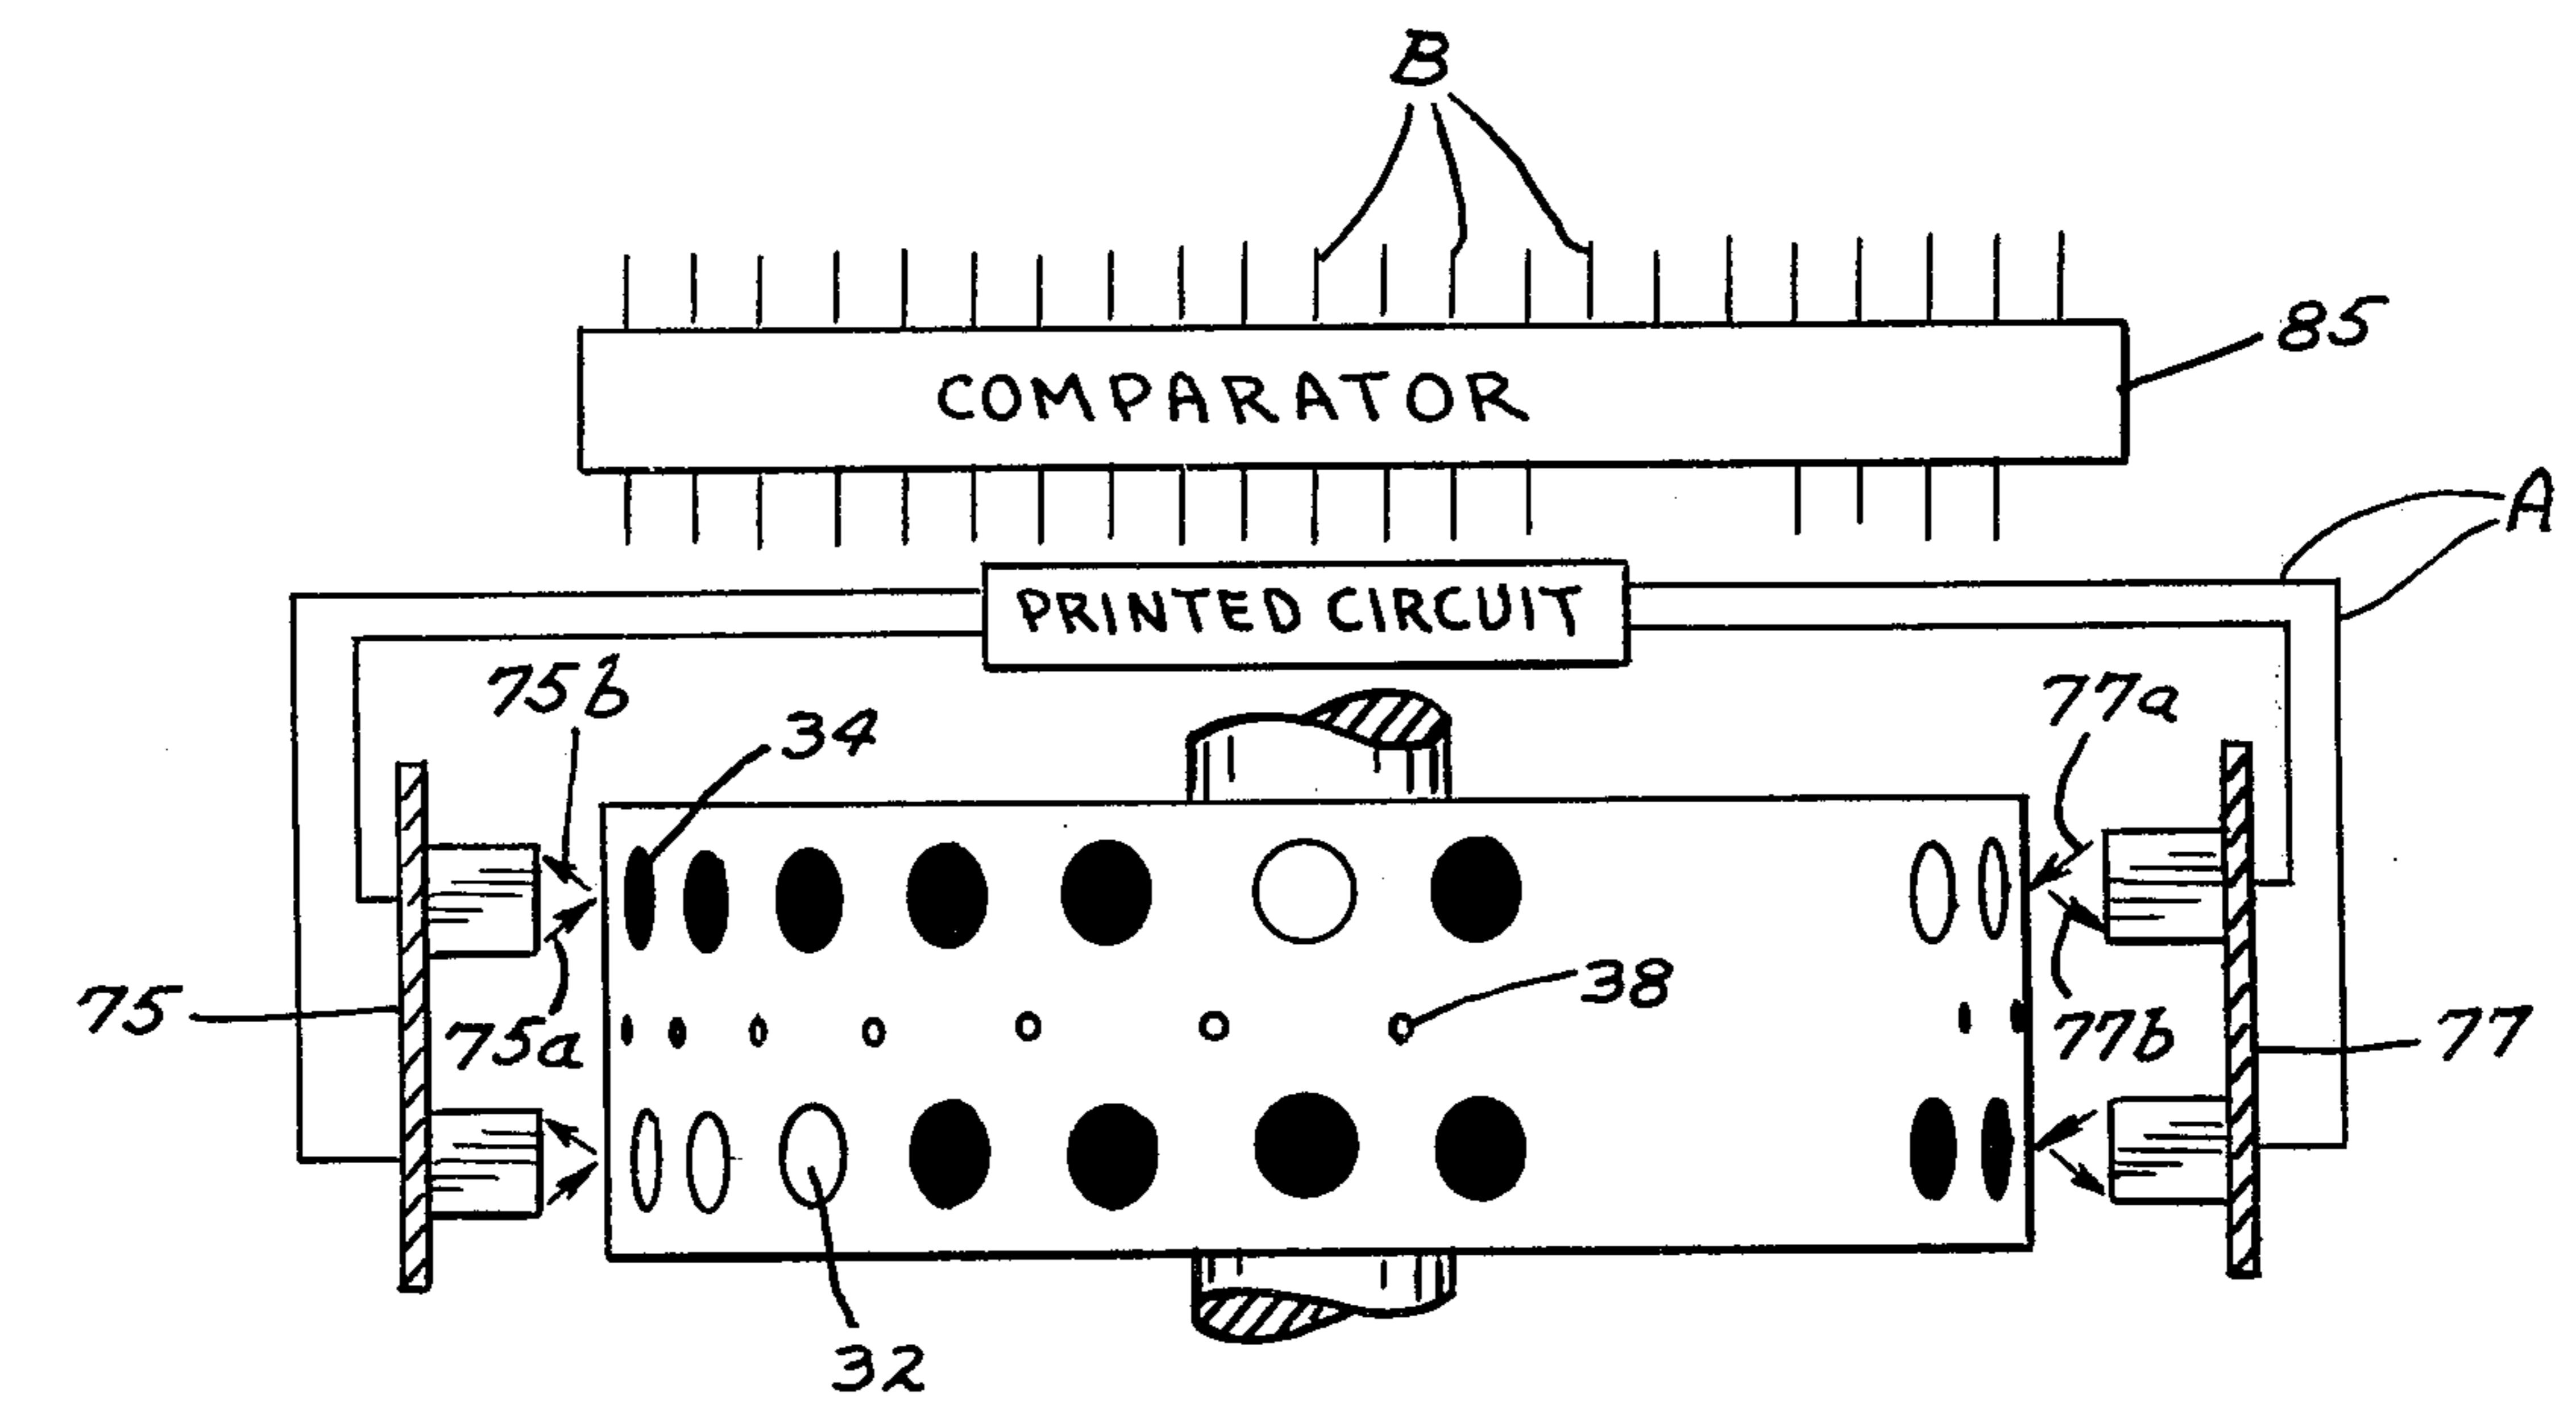 B
85
COMPARATOR
A
PRINTED CIRCUIT
75b
34
77a
38
75
75a
77b
77
32